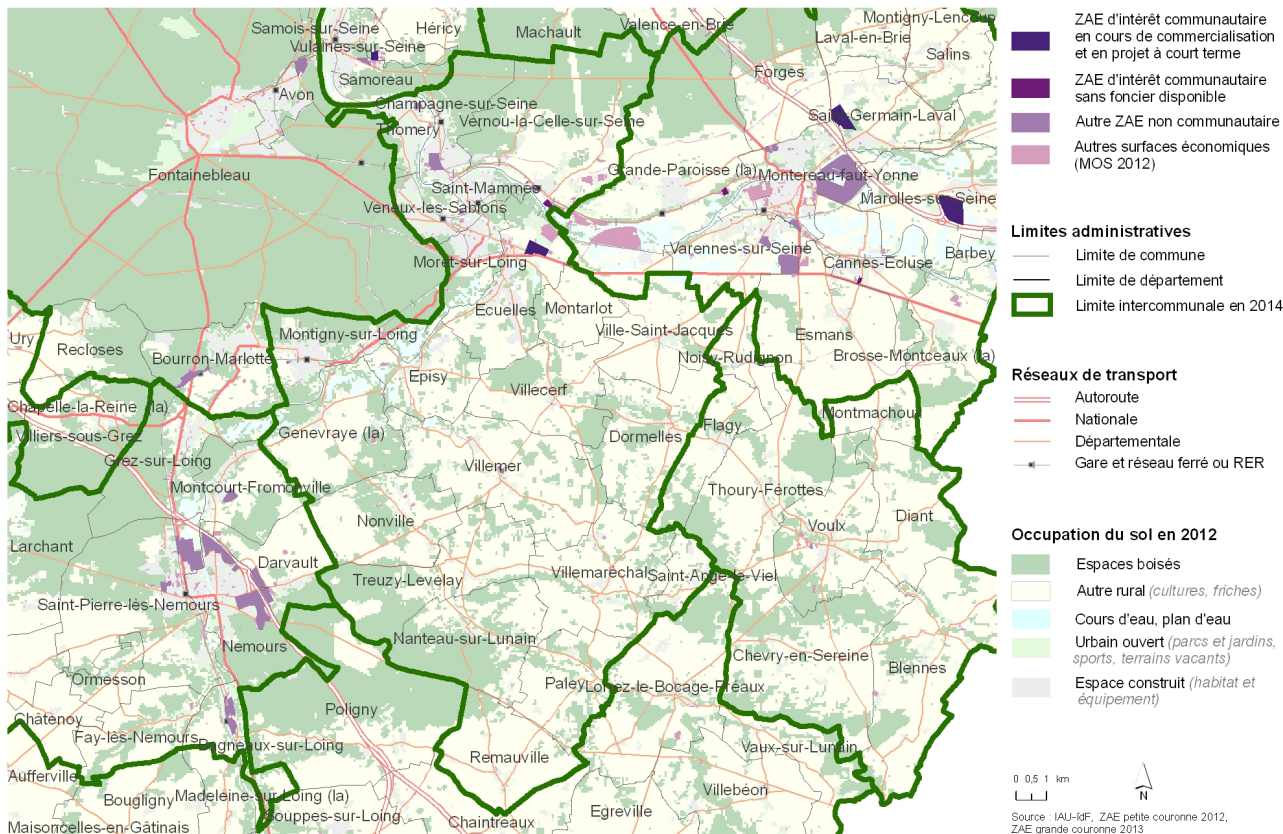 Samois-sur-Seine
Héricy
Machault
Valence-en-Brie
Montigny-Lencoup
Laval-en-Brie
Vulaines-sur-Seine
Salins
Samoreau
Forges
Avon
Champagne-sur-Seine
Vernou-la-Celle-sur-Seine
Saint-Germain-Laval
Thomery
Fontainebleau
Grande-Paroisse (la)
Montereau-faut-Yonne
Saint-Mammès
Marolles-sur-Seine
Veneux-les-Sablons
Varennes-sur-Seine
Cannes-Ecluse
Barbey
Moret-sur-Loing
Ecuelles
Montarlot
Ville-Saint-Jacques
Montigny-sur-Loing
Esmans
Ury
Recloses
Bourron-Marlotte
Noisy-Rudignon
Brosse-Montceaux (la)
Episy
Villecerf
Chapelle-la-Reine (la)
Montmachoux
Flagy
Villiers-sous-Grez
Genevraye (la)
Dormelles
Grez-sur-Loing
Villemer
Montcourt-Fromonville
Thoury-Férottes
Nonville
Voulx
Diant
Larchant
Darvault
Treuzy-Levelay
Villemaréchal
Saint-Ange-le-Viel
Saint-Pierre-lès-Nemours
Nanteau-sur-Lunain
Nemours
Chevry-en-Sereine
Blennes
Ormesson
Paley
Lorrez-le-Bocage-Préaux
Poligny
Châtenoy
Fay-lès-Nemours
Bagneaux-sur-Loing
Remauville
Vaux-sur-Lunain
Aufferville
Bougligny
Madeleine-sur-Loing (la)
Villebéon
Souppes-sur-Loing
Egreville
Maisoncelles-en-Gâtinais
Chaintreaux
ZAE d'intérêt communautaire
en cours de commercialisation
et en projet à court terme
ZAE d'intérêt communautaire
sans foncier disponible
Autre ZAE non communautaire
Autres surfaces économiques
(MOS 2012)
Limites administratives
Limite de commune
Limite de département
Limite intercommunale en 2014
Réseaux de transport
Autoroute
Nationale
Départementale
Gare et réseau ferré ou RER
Occupation du sol en 2012
Espaces boisés
Autre rural (cultures, friches)
Cours d'eau, plan d'eau
Urbain ouvert (parcs et jardins,
sports, terrains vacants)
Espace construit (habitat et
équipement)
0 0,5 1 km
N
Source : IAU-îdF, ZAE petite couronne 2012,
ZAE grande couronne 2013